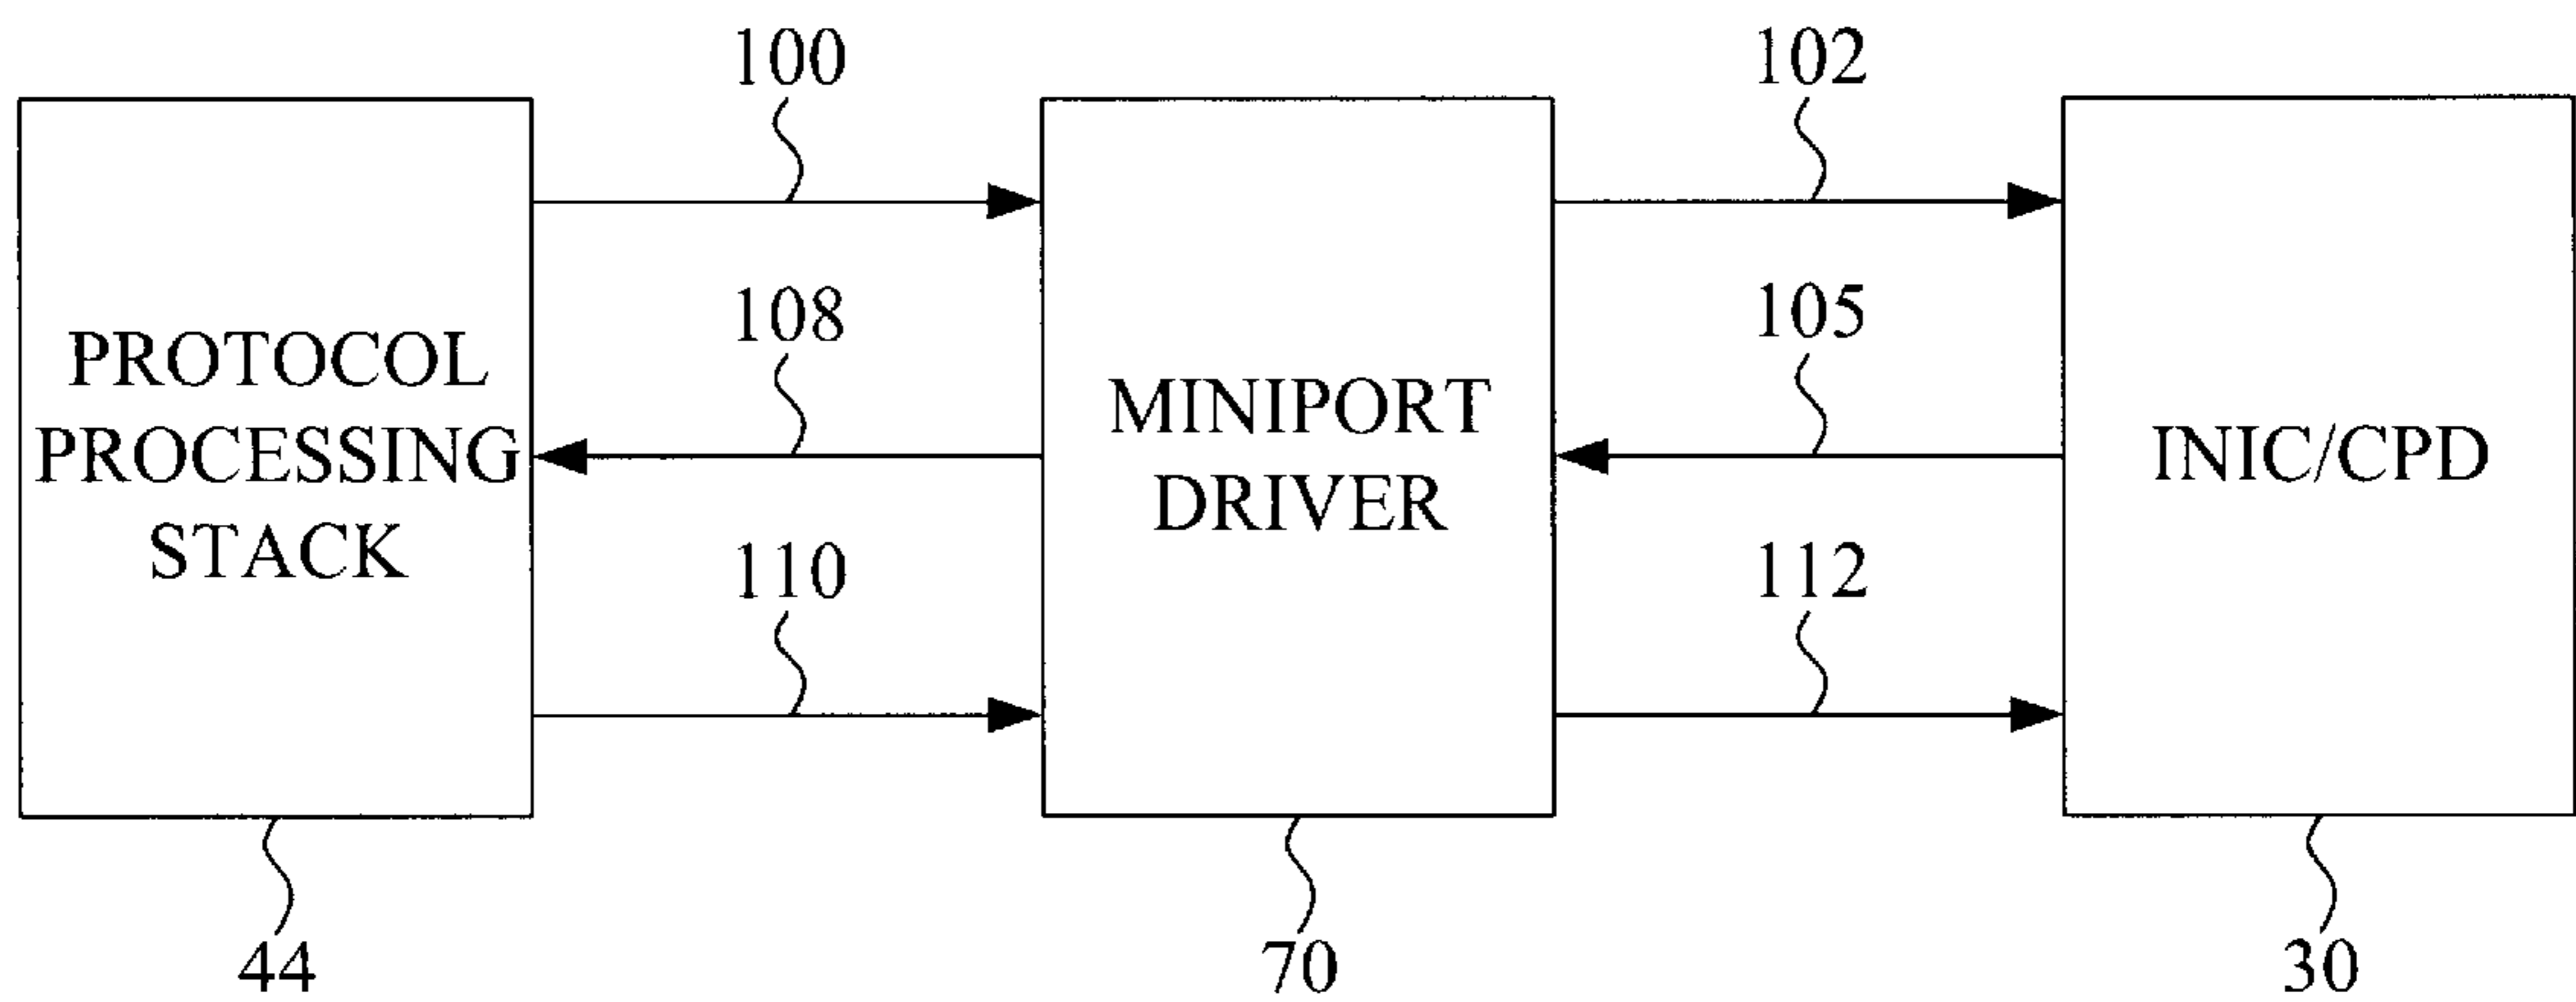 100
102
108
105
PROTOCOL
PROCESSING
STACK
MINIPORT
DRIVER
INIC/CPD
110
112
44
70
30